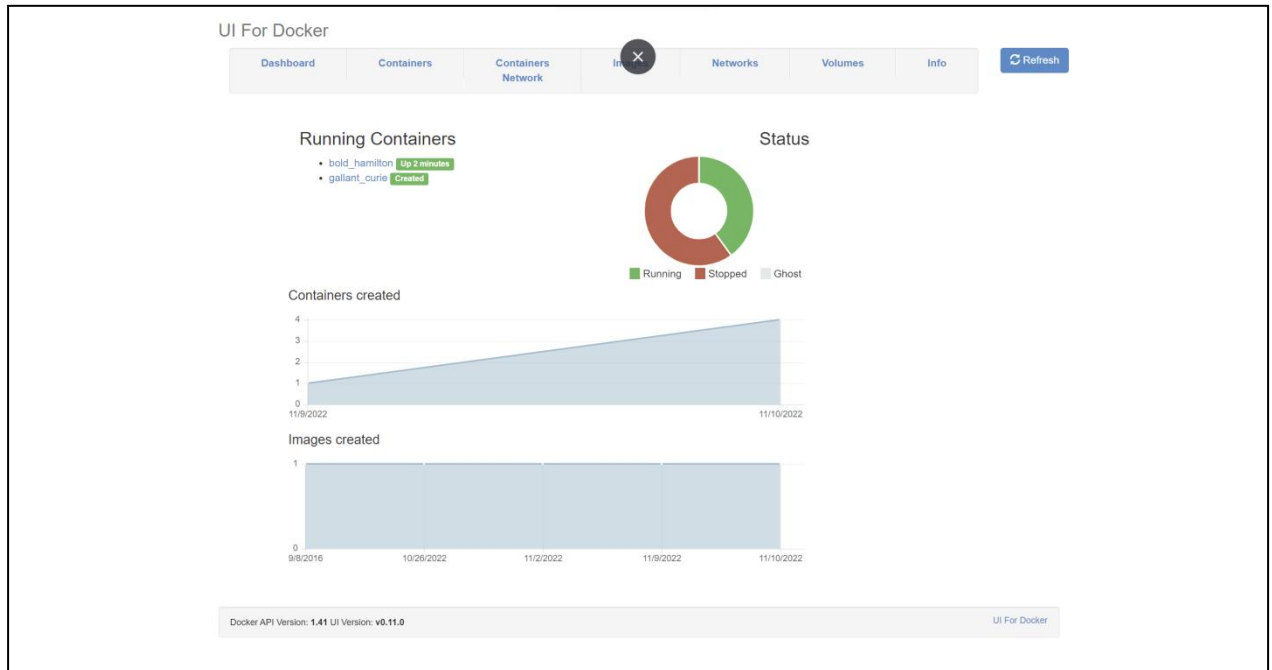 UI For Docker
Dashboard
Containers
Containers
Network
Networks
Volumes
Info
Refresh
Running Containers
bold_hamilton Up 2 minutes
gallant_curie Created
Status
Running Stopped Ghost
Containers created
4
3
2
1
0
11/9/2022 11/10/2022
Images created
1
0
9/8/2016 10/26/2022 11/2/2022 11/9/2022 11/10/2022
Docker API Version: 1.41 UI Version: v0.11.0
UI For Docker